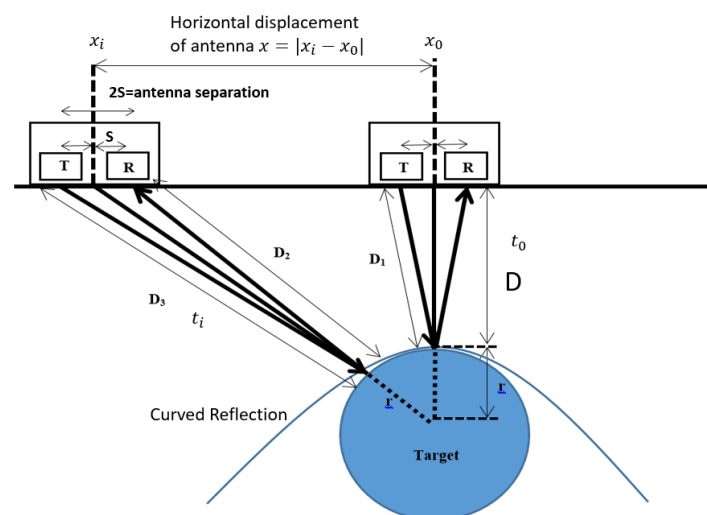 Horizontal displacement
of antenna x = |xᵢ − x₀|
xᵢ
x₀
2S=antenna separation
S
T
R
T
R
D₂
D₁
t₀
D
D₃
tᵢ
Curved Reflection
r
r
Target